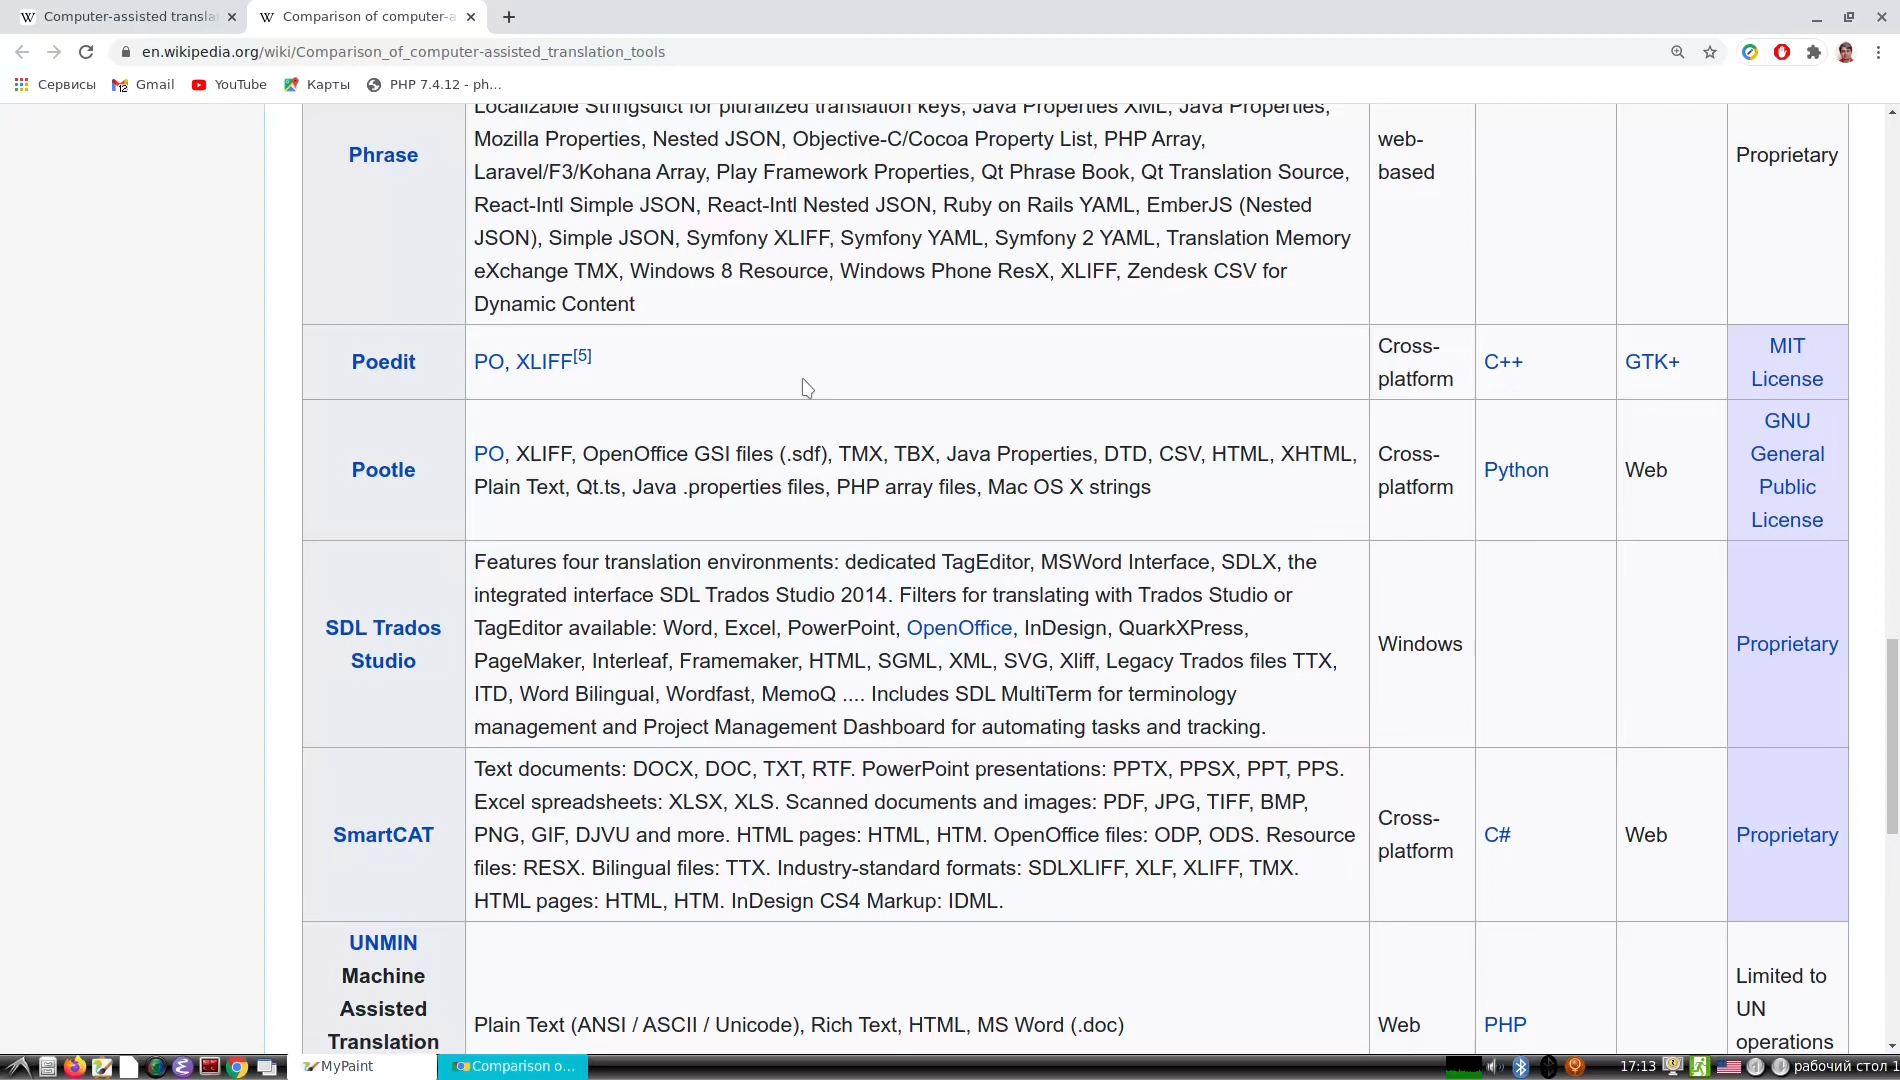 Computer-assisted transla
Comparison of computer-a
en.wikipedia.org/wiki/Comparison_of_computer-assisted_translation_tools
Сервисы
Gmail
YouTube
Карты
PHP 7.4.12 - ph...
Localizable Stringsdict for pluralized translation keys, Java Properties XML, Java Properties,
Mozilla Properties, Nested JSON, Objective-C/Cocoa Property List, PHP Array,
Laravel/F3/Kohana Array, Play Framework Properties, Qt Phrase Book, Qt Translation Source,
React-Intl Simple JSON, React-Intl Nested JSON, Ruby on Rails YAML, EmberJS (Nested
JSON), Simple JSON, Symfony XLIFF, Symfony YAML, Symfony 2 YAML, Translation Memory
eXchange TMX, Windows 8 Resource, Windows Phone ResX, XLIFF, Zendesk CSV for
Dynamic Content
Phrase
web-
based
Proprietary
Poedit
PO, XLIFF[5]
Cross-
platform
C++
GTK+
MIT
License
Pootle
PO, XLIFF, OpenOffice GSI files (.sdf), TMX, TBX, Java Properties, DTD, CSV, HTML, XHTML,
Plain Text, Qt.ts, Java .properties files, PHP array files, Mac OS X strings
Cross-
platform
Python
Web
GNU
General
Public
License
SDL Trados
Studio
Features four translation environments: dedicated TagEditor, MSWord Interface, SDLX, the
integrated interface SDL Trados Studio 2014. Filters for translating with Trados Studio or
TagEditor available: Word, Excel, PowerPoint, OpenOffice, InDesign, QuarkXPress,
PageMaker, Interleaf, Framemaker, HTML, SGML, XML, SVG, Xliff, Legacy Trados files TTX,
ITD, Word Bilingual, Wordfast, MemoQ .... Includes SDL MultiTerm for terminology
management and Project Management Dashboard for automating tasks and tracking.
Windows
Proprietary
SmartCAT
Text documents: DOCX, DOC, TXT, RTF. PowerPoint presentations: PPTX, PPSX, PPT, PPS.
Excel spreadsheets: XLSX, XLS. Scanned documents and images: PDF, JPG, TIFF, BMP,
PNG, GIF, DJVU and more. HTML pages: HTML, HTM. OpenOffice files: ODP, ODS. Resource
files: RESX. Bilingual files: TTX. Industry-standard formats: SDLXLIFF, XLF, XLIFF, TMX.
HTML pages: HTML, HTM. InDesign CS4 Markup: IDML.
Cross-
platform
C#
Web
Proprietary
UNMIN
Machine
Assisted
Translation
Plain Text (ANSI / ASCII / Unicode), Rich Text, HTML, MS Word (.doc)
Web
PHP
Limited to
UN
operations
MyPaint
Comparison o...
17:13
рабочий стол 1